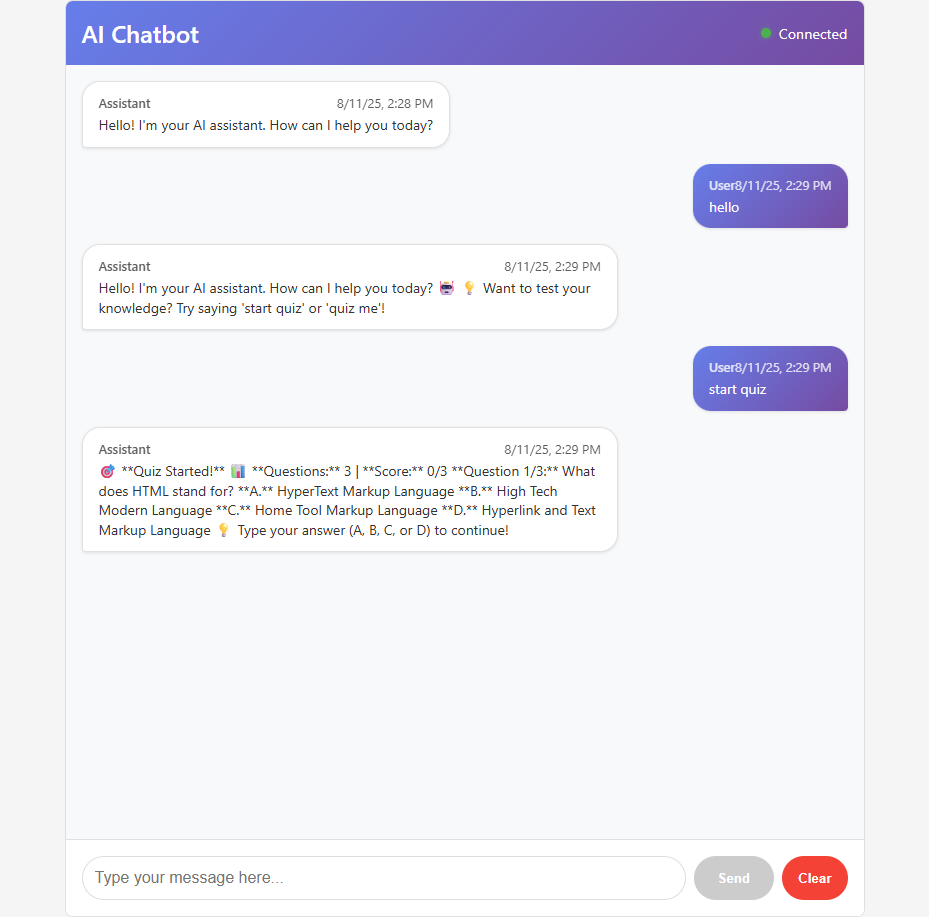 AI Chatbot
Connected
Assistant 8/11/25, 2:28 PM
Hello! I'm your AI assistant. How can I help you today?
User8/11/25, 2:29 PM
hello
Assistant 8/11/25, 2:29 PM
Hello! I'm your AI assistant. How can I help you today? 🤖 💡 Want to test your
knowledge? Try saying 'start quiz' or 'quiz me'!
User8/11/25, 2:29 PM
start quiz
Assistant 8/11/25, 2:29 PM
🎯 **Quiz Started!** 📊 **Questions:** 3 | **Score:** 0/3 **Question 1/3:** What
does HTML stand for? **A.** HyperText Markup Language **B.** High Tech
Modern Language **C.** Home Tool Markup Language **D.** Hyperlink and Text
Markup Language 💡 Type your answer (A, B, C, or D) to continue!
Type your message here...
Send
Clear